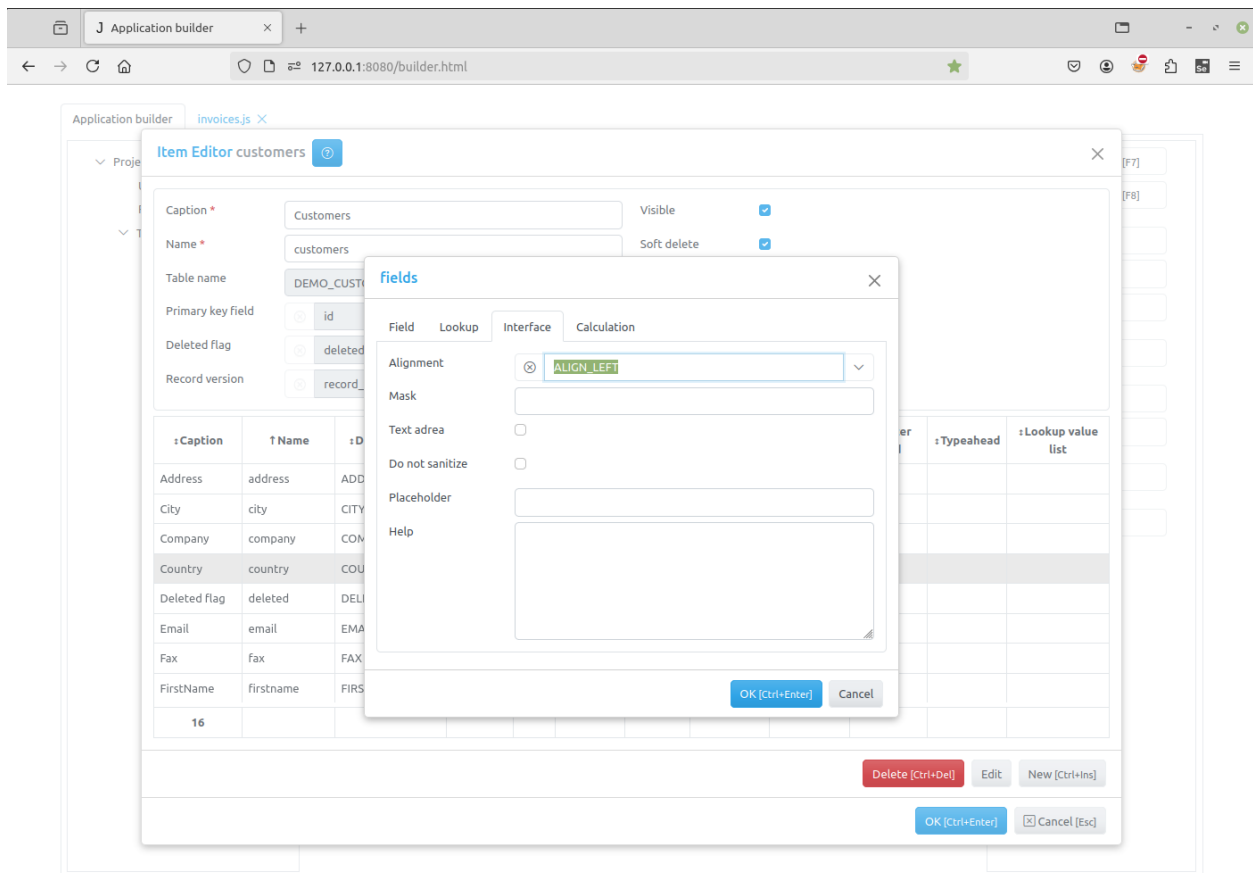 J Application builder
127.0.0.1:8080/builder.html
Se
Application builder
invoices.js
Item Editor customers
Proje
[F7]
[F8]
Caption *
Customers
Visible
Name *
customers
Soft delete
Table name
DEMO_CUST
Primary key field
id
Deleted flag
deleted
Record version
record_
fields
Field Lookup Interface Calculation
Alignment
ALIGN_LEFT
Mask
Text adrea
Do not sanitize
Placeholder
Help
OK [Ctrl+Enter] Cancel
Caption Name D er Typeahead Lookup value
list
Address address ADD
City city CITY
Company company COM
Country country COU
Deleted flag deleted DELE
Email email EMA
Fax fax FAX
FirstName firstname FIRS
16
Delete [Ctrl+Del] Edit New [Ctrl+Ins]
OK [Ctrl+Enter] Cancel [Esc]